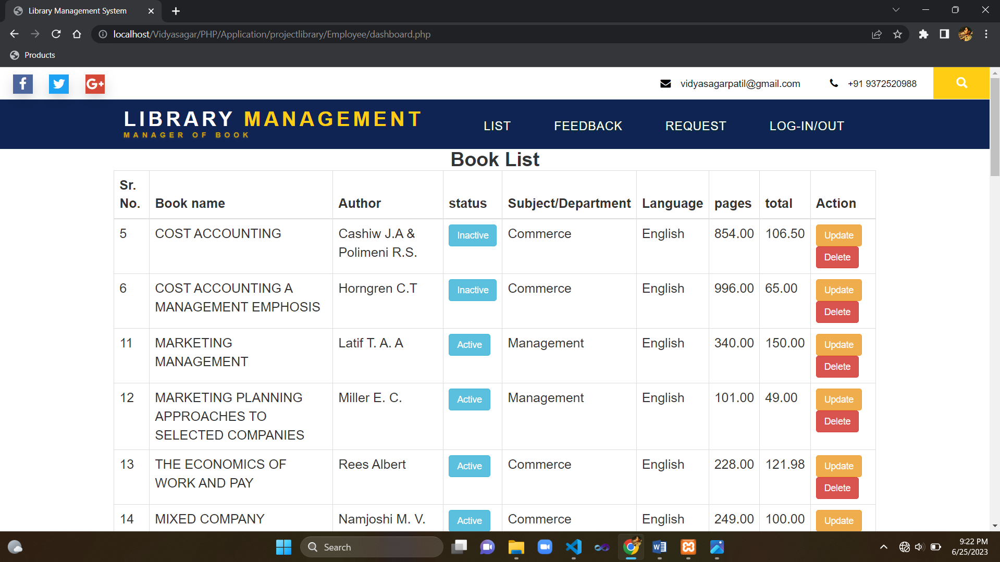 Library Management System
localhost/Vidyasagar/PHP/Application/projectlibrary/Employee/dashboard.php
Products
f G+ vidyasagarpatil@gmail.com +91 9372520988
LIBRARY MANAGEMENT
MANAGER OF BOOK
LIST FEEDBACK REQUEST LOG-IN/OUT
Book List
Sr.
No. Book name Author status Subject/Department Language pages total Action
5 COST ACCOUNTING Cashiw J.A & Inactive Commerce English 854.00 106.50 Update
Polimeni R.S. Delete
6 COST ACCOUNTING A Horngren C.T Inactive Commerce English 996.00 65.00 Update
MANAGEMENT EMPHOSIS Delete
11 MARKETING Latif T. A. A Active Management English 340.00 150.00 Update
MANAGEMENT Delete
12 MARKETING PLANNING Miller E. C. Active Management English 101.00 49.00 Update
APPROACHES TO Delete
SELECTED COMPANIES
13 THE ECONOMICS OF Rees Albert Active Commerce English 228.00 121.98 Update
WORK AND PAY Delete
14 MIXED COMPANY Namjoshi M. V. Active Commerce English 249.00 100.00 Update
Search
9:22 PM
6/25/2023